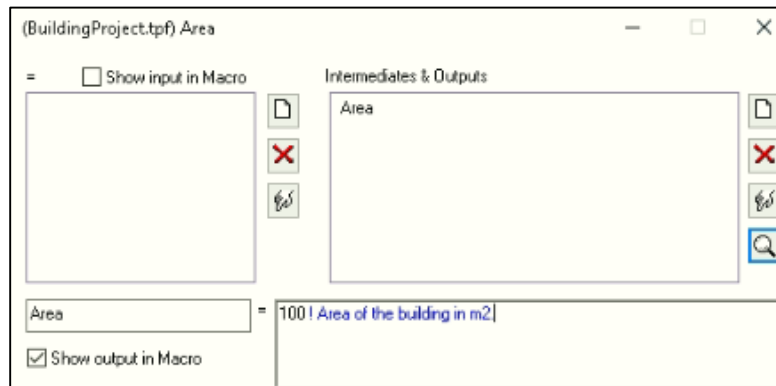 (BuildingProject.tpf) Area
= Show input in Macro
Intermediates & Outputs
Area
Area = 100 ! Area of the building in m2
Show output in Macro